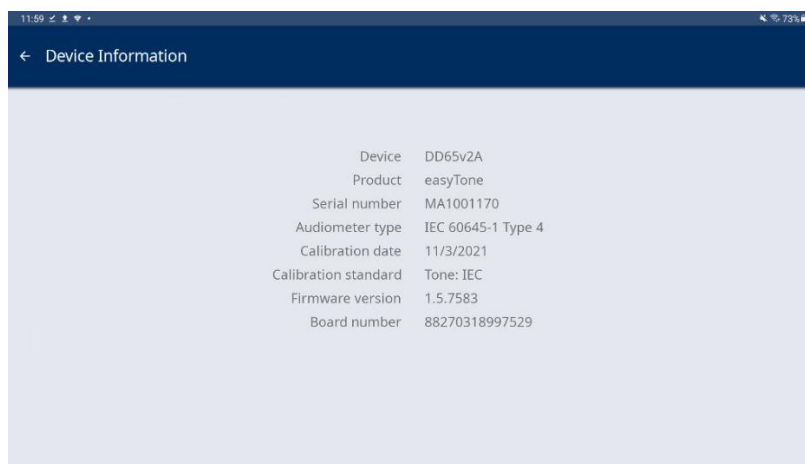 11:59
73%
← Device Information
Device DD65v2A
Product easyTone
Serial number MA1001170
Audiometer type IEC 60645-1 Type 4
Calibration date 11/3/2021
Calibration standard Tone: IEC
Firmware version 1.5.7583
Board number 88270318997529